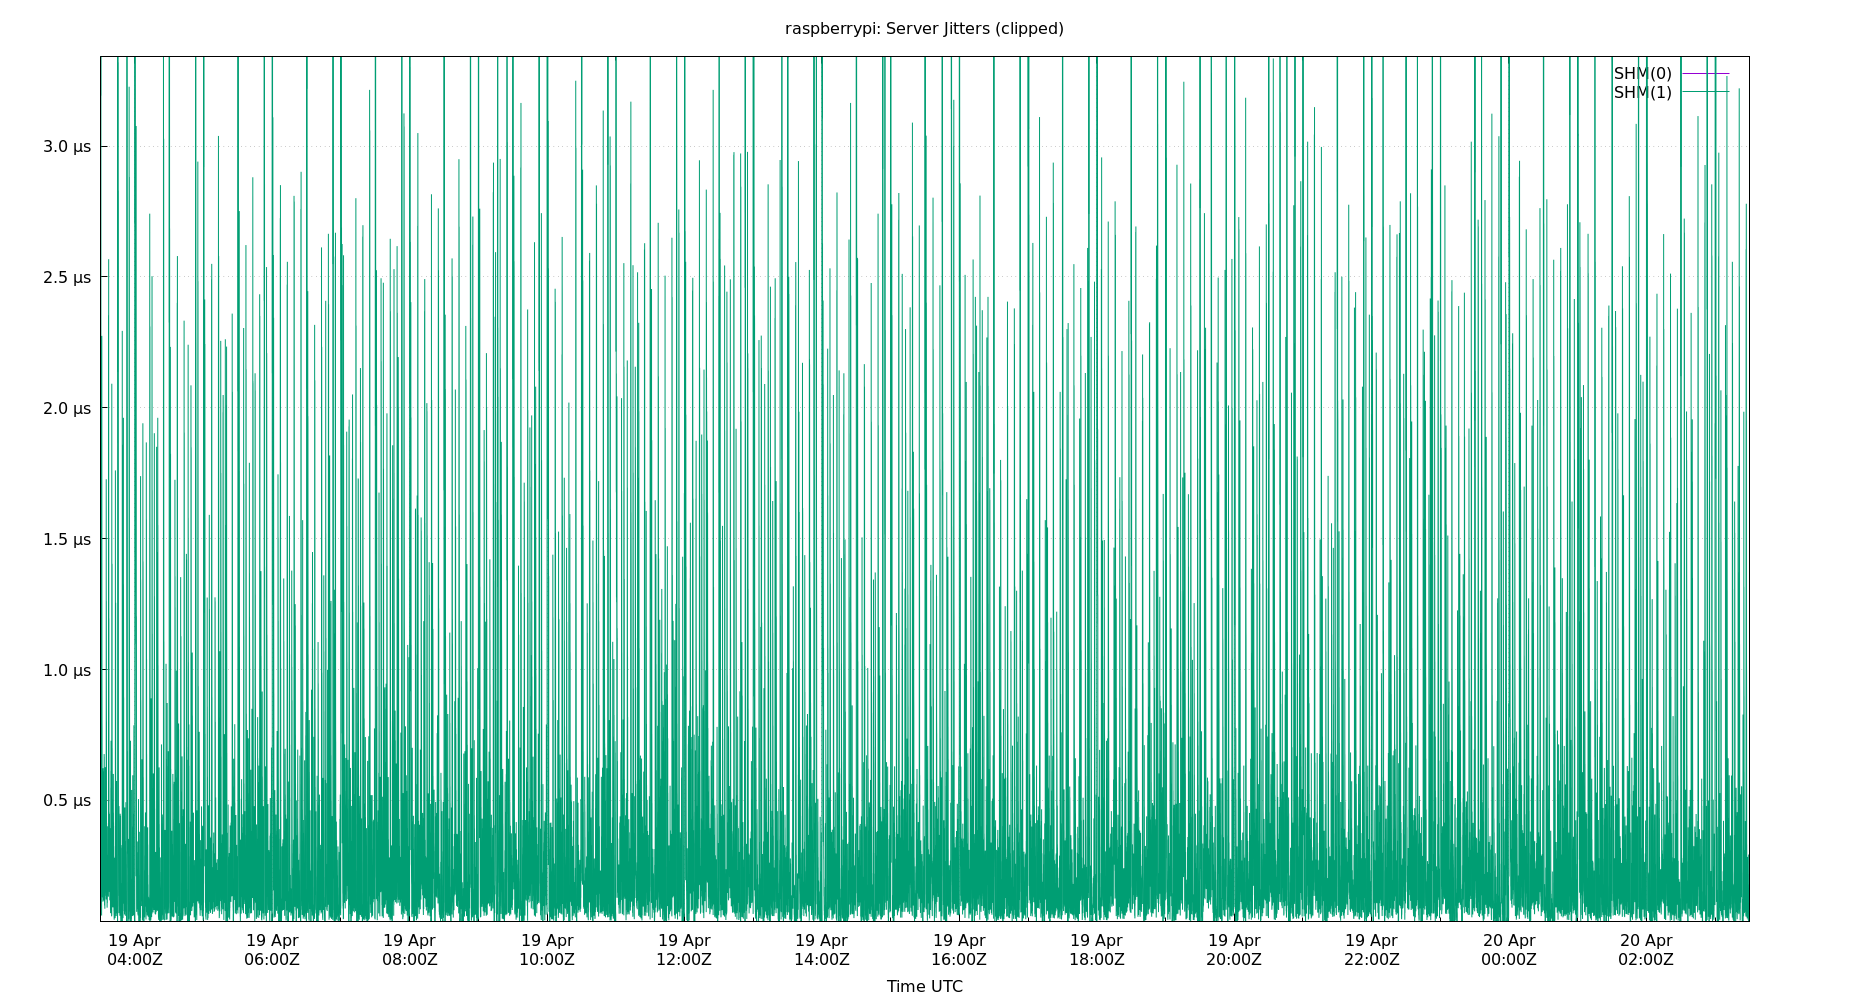 raspberrypi: Server Jitters (clipped)
SHM(0)
SHM(1)
3.0 µs
2.5 µs
2.0 µs
1.5 µs
1.0 µs
0.5 µs
19 Apr 19 Apr 19 Apr 19 Apr 19 Apr 19 Apr 19 Apr 19 Apr 19 Apr 19 Apr 20 Apr 20 Apr
04:00Z 06:00Z 08:00Z 10:00Z 12:00Z 14:00Z 16:00Z 18:00Z 20:00Z 22:00Z 00:00Z 02:00Z
Time UTC